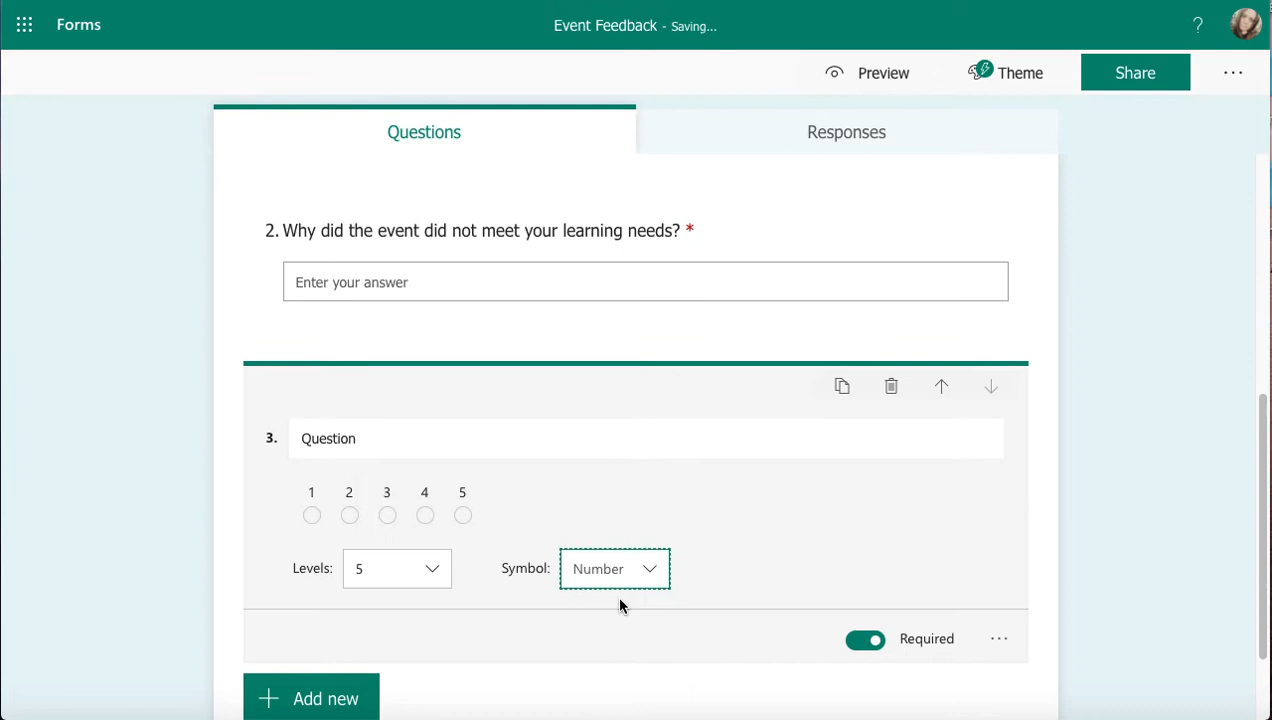 Forms
Event Feedback - Saving...
?
Preview
Theme
Share
...
Questions
Responses
2. Why did the event did not meet your learning needs? *
Enter your answer
3. Question
1 2 3 4 5
Levels: 5
Symbol: Number
Required
...
+ Add new